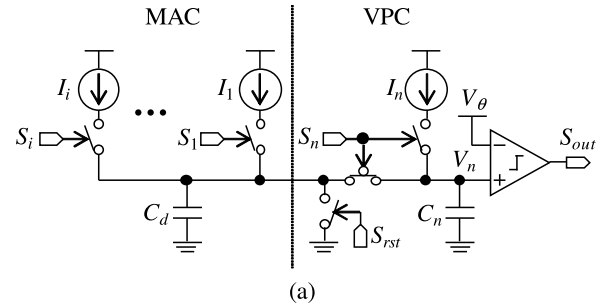 MAC VPC
I_i I_1 I_n V_θ
S_i S_1 S_n V_n S_out
C_d S_rst C_n
(a)